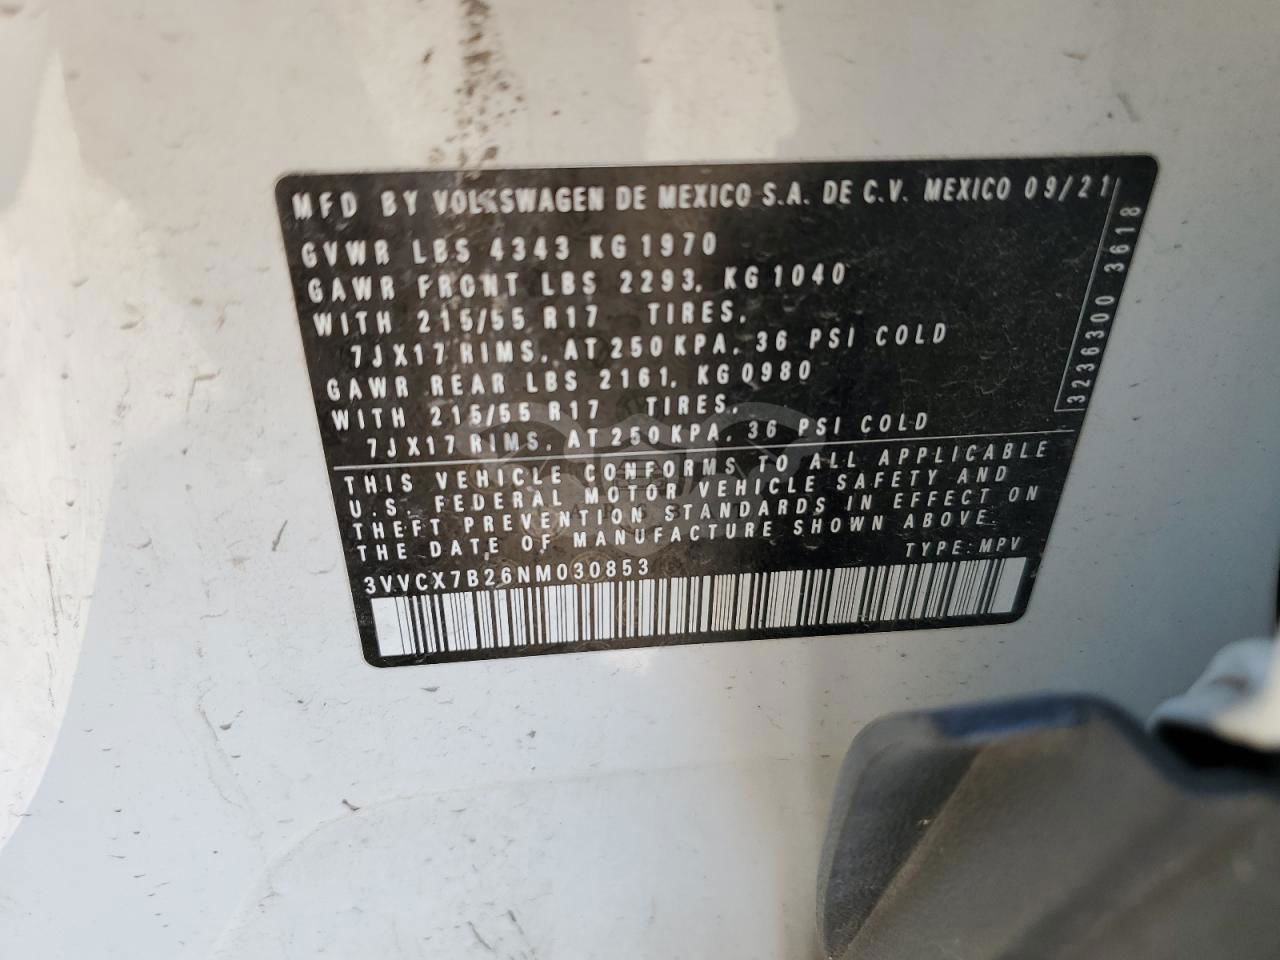 MFD BY VOLKSWAGEN DE MEXICO S.A. DE C.V. MEXICO 09/21
GVWR LBS 4343 KG 1970
GAWR FRONT LBS 2293, KG 1040
WITH 215/55 R17 TIRES,
7JX17 RIMS, AT 250 KPA, 36 PSI COLD
GAWR REAR LBS 2161, KG 0980
WITH 215/55 R17 TIRES,
7JX17 RIMS, AT 250 KPA, 36 PSI COLD
3236300 3618
THIS VEHICLE CONFORMS TO ALL APPLICABLE
U.S. FEDERAL MOTOR VEHICLE SAFETY AND
THEFT PREVENTION STANDARDS IN EFFECT ON
THE DATE OF MANUFACTURE SHOWN ABOVE.
TYPE: MPV
3VVCX7B26NM030853